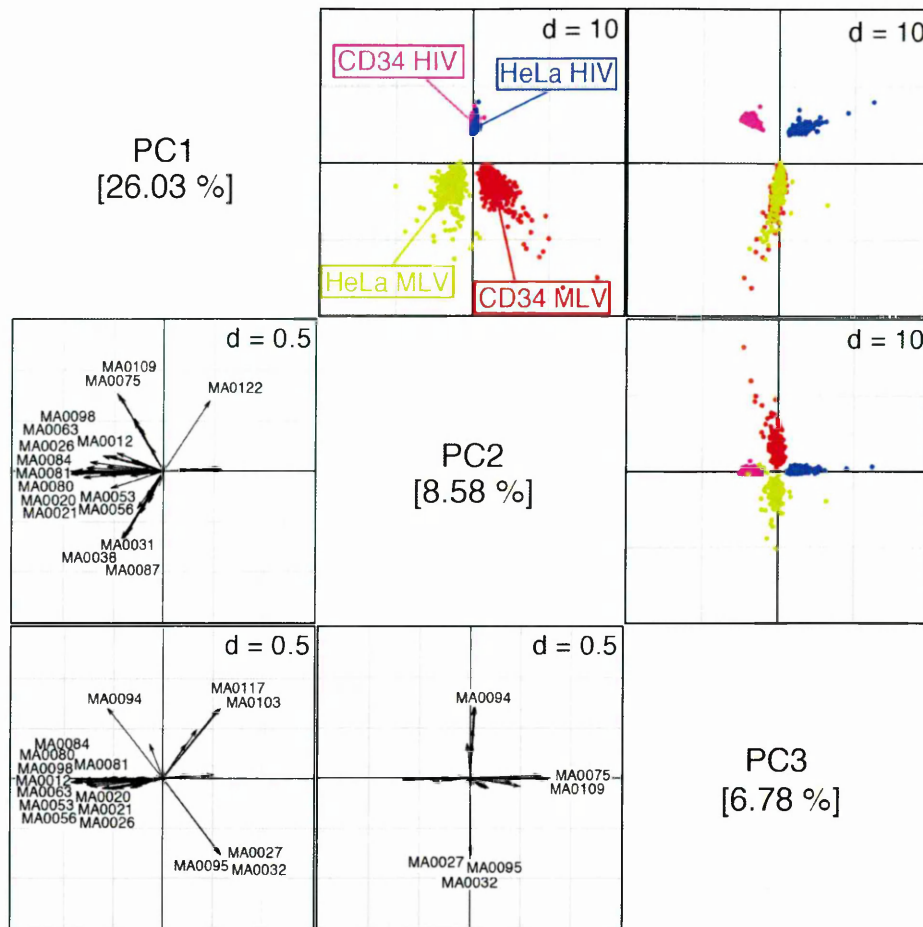 d = 10
CD34 HIV
HeLa HIV
HeLa MLV
CD34 MLV
d = 10
PC1
[26.03 %]
d = 0.5
MA0109
MA0075
MA0122
MA0098
MA0063
MA0026
MA0012
MA0084
MA0081
MA0080
MA0053
MA0020
MA0056
MA0021
MA0031
MA0038
MA0087
PC2
[8.58 %]
d = 10
d = 0.5
MA0094
MA0117
MA0103
MA0084
MA0080
MA0098
MA0081
MA0012
MA0063
MA0020
MA0053
MA0021
MA0056
MA0026
MA0027
MA0095
MA0032
d = 0.5
MA0094
MA0075
MA0109
MA0027
MA0095
MA0032
PC3
[6.78 %]